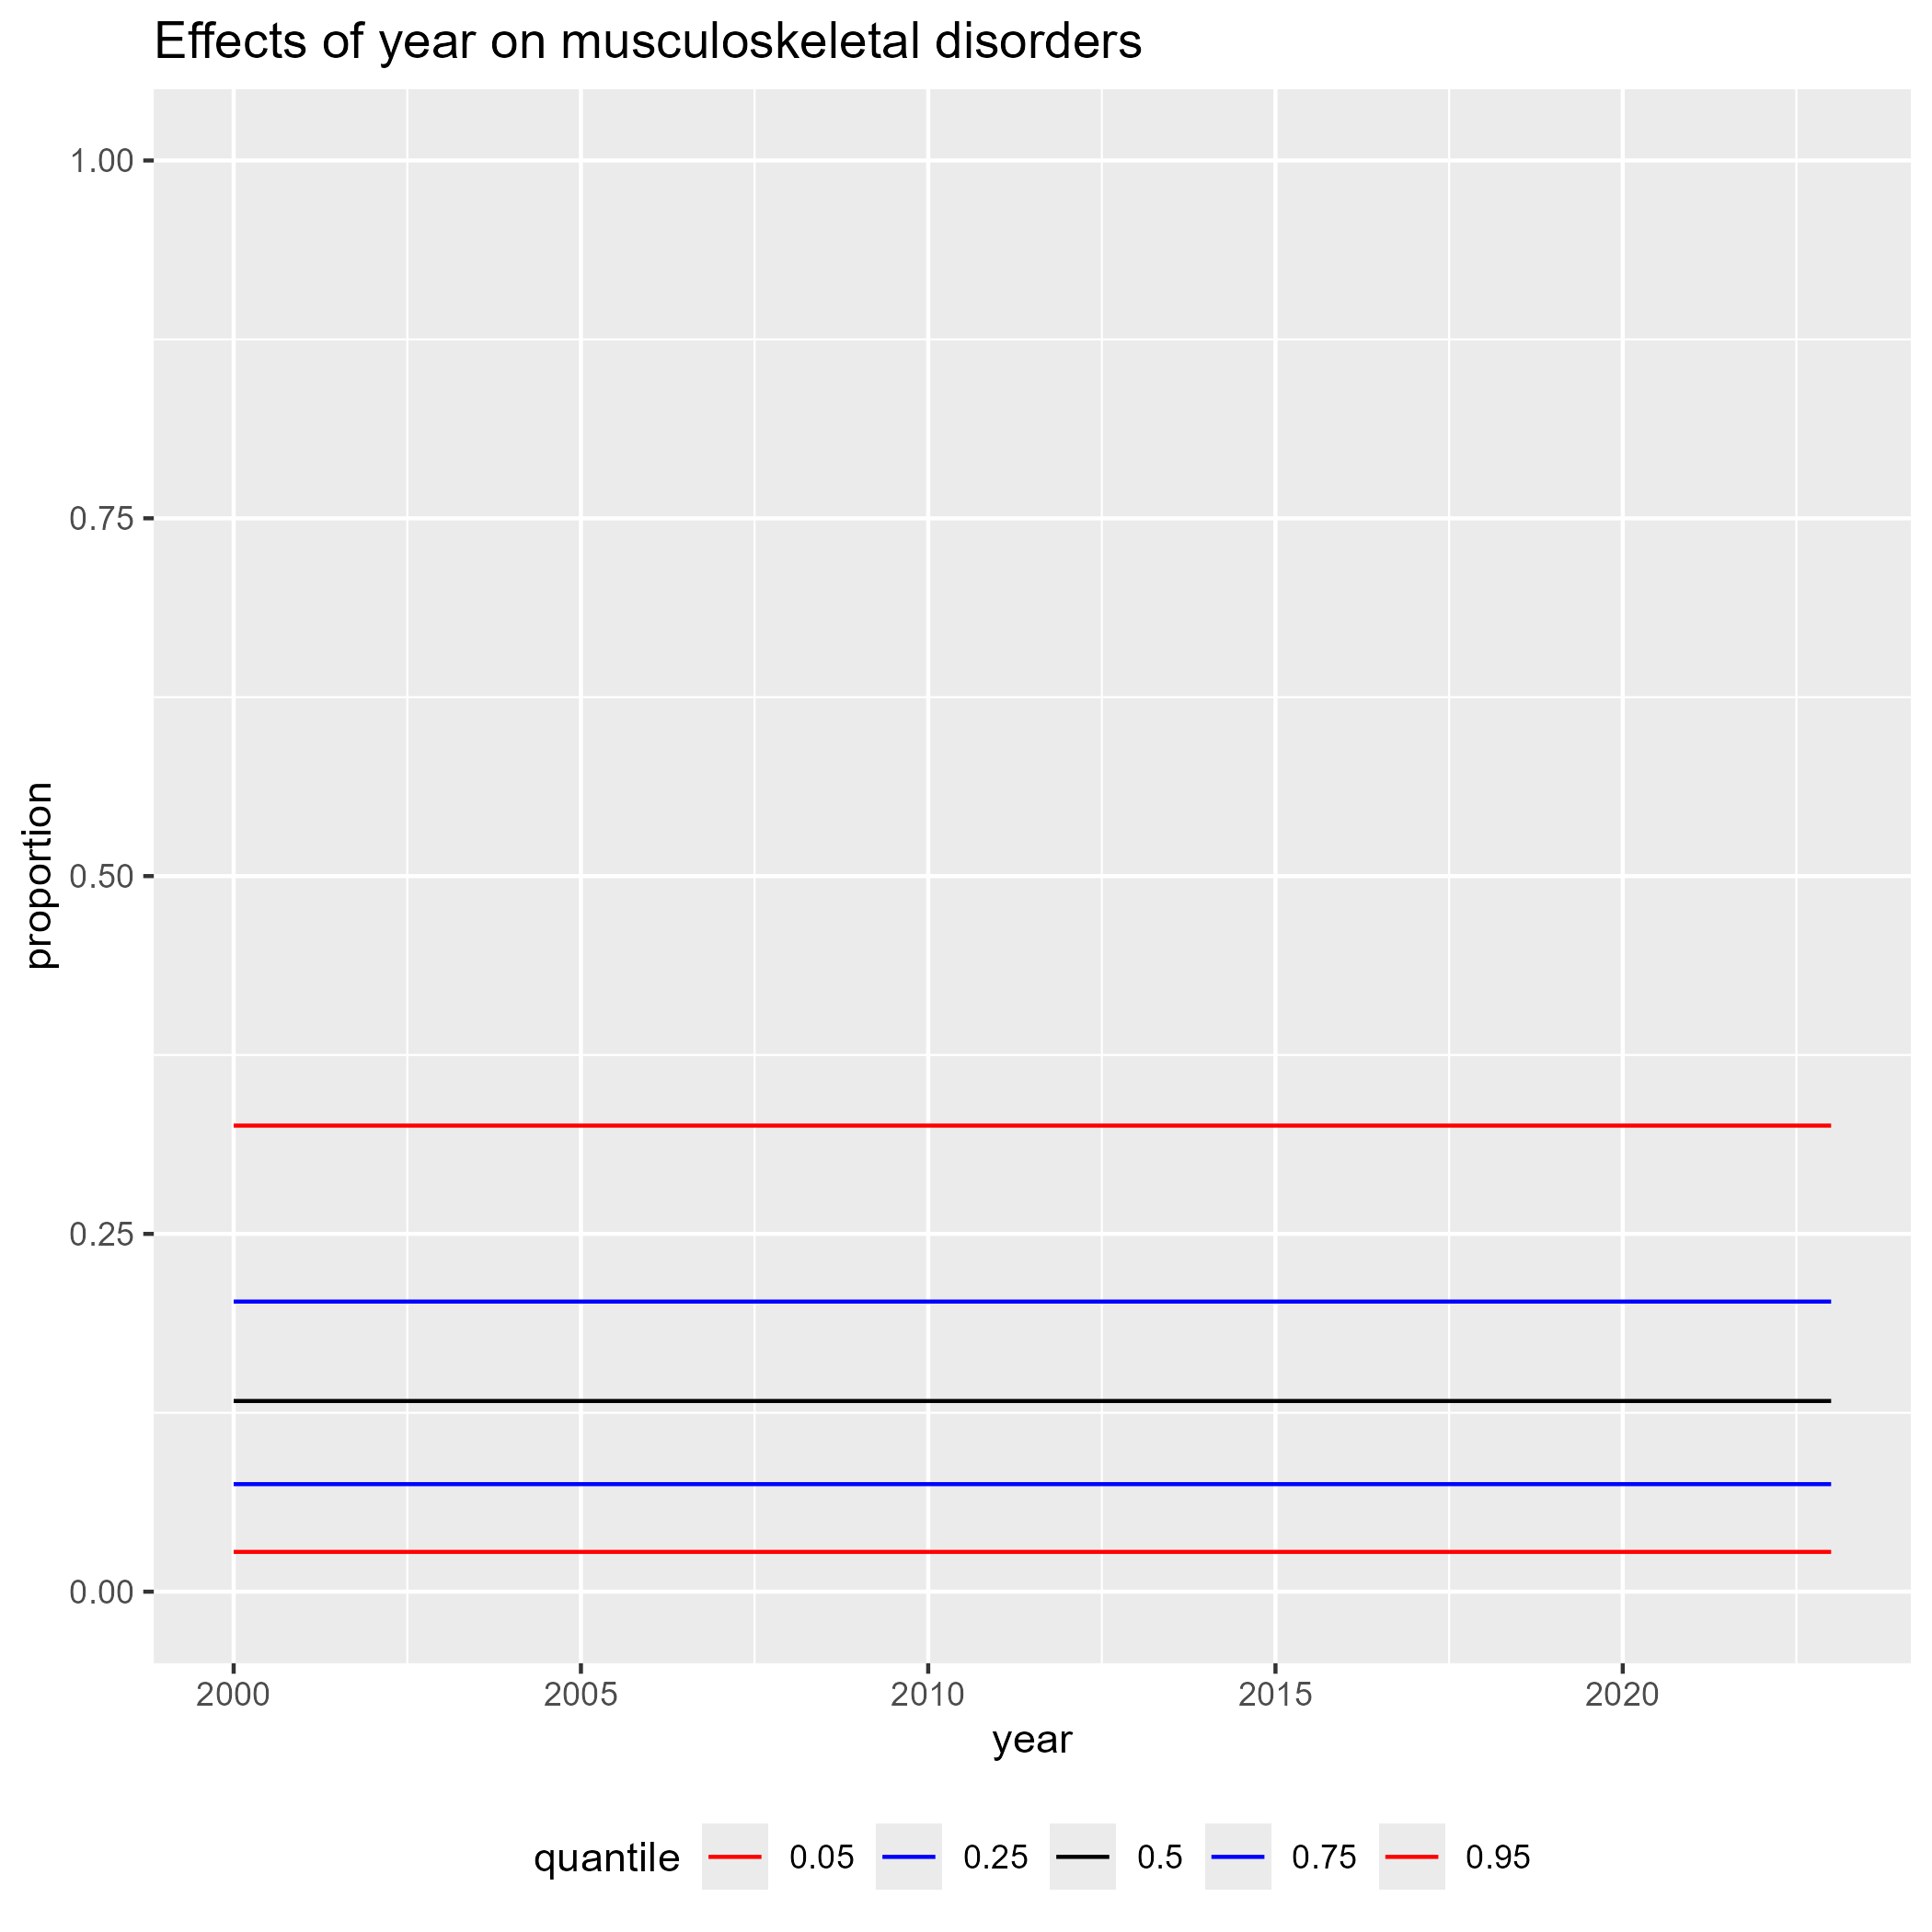 Effects of year on musculoskeletal disorders
1.00
0.75
0.50
0.25
0.00
proportion
2000 2005 2010 2015 2020
year
quantile 0.05 0.25 0.5 0.75 0.95